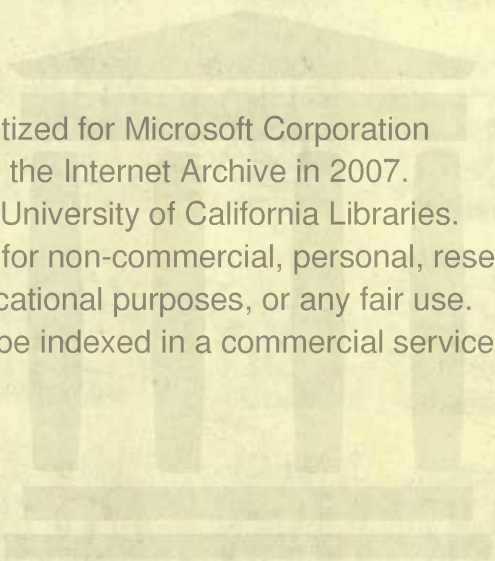 tized for Microsoft Corporation
the Internet Archive in 2007.
University of California Libraries.
for non-commercial, personal, rese
cational purposes, or any fair use.
be indexed in a commercial service